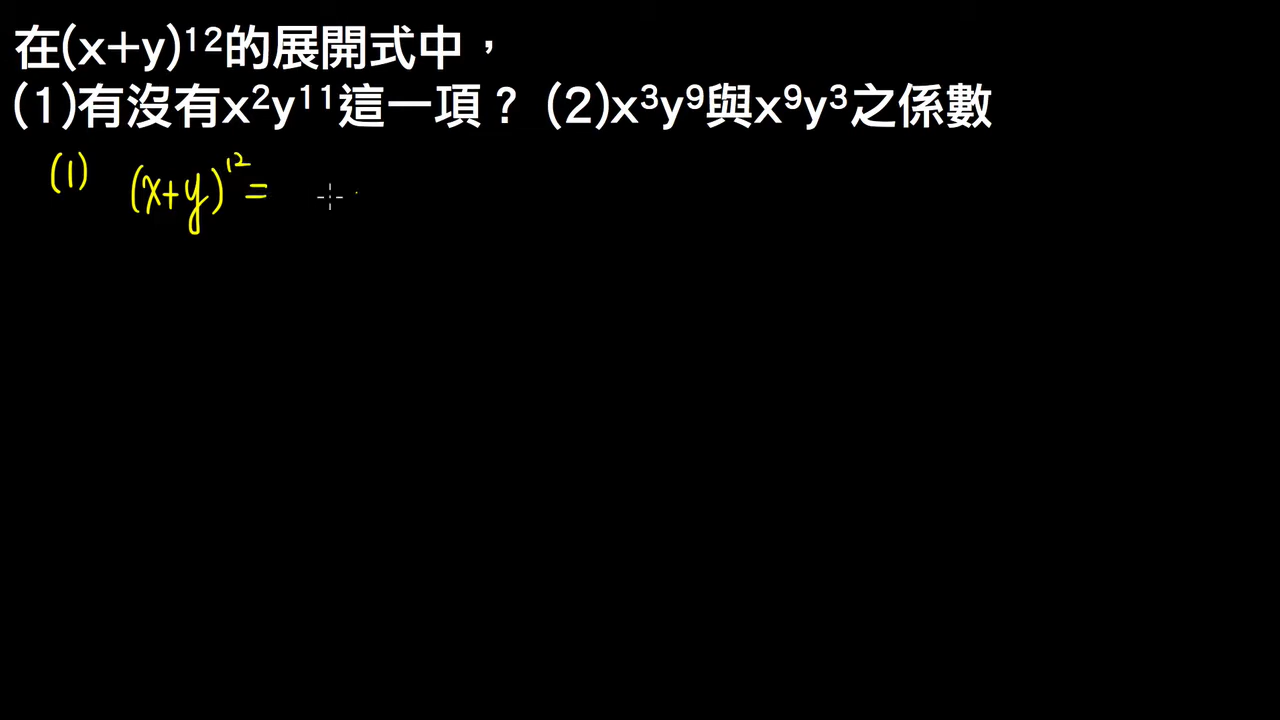 在(x+y)¹²的展開式中，
(1)有沒有x²y¹¹這一項？ (2)x³y⁹與x⁹y³之係數
(1) (x+y)¹² =